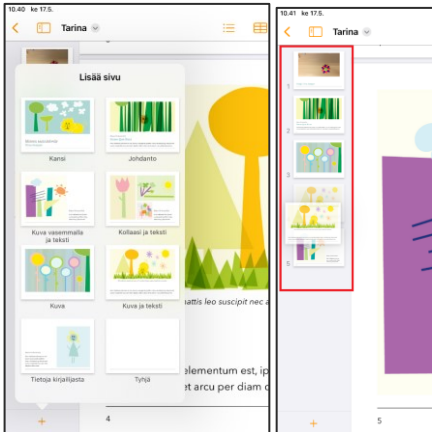 10.40 ke 17.5.
Tarina
Lisää sivu
Kansi
Johdanto
Kuva vasemmalla
ja teksti
Kollaasi ja teksti
Kuva
Kuva ja teksti
Tietoja kirjailijasta
Tyhjä
mattis leo suscipit nec a
elementum est, ip
et arcu per diam c
4
10.41 ke 17.5.
Tarina
1
2
3
5
5